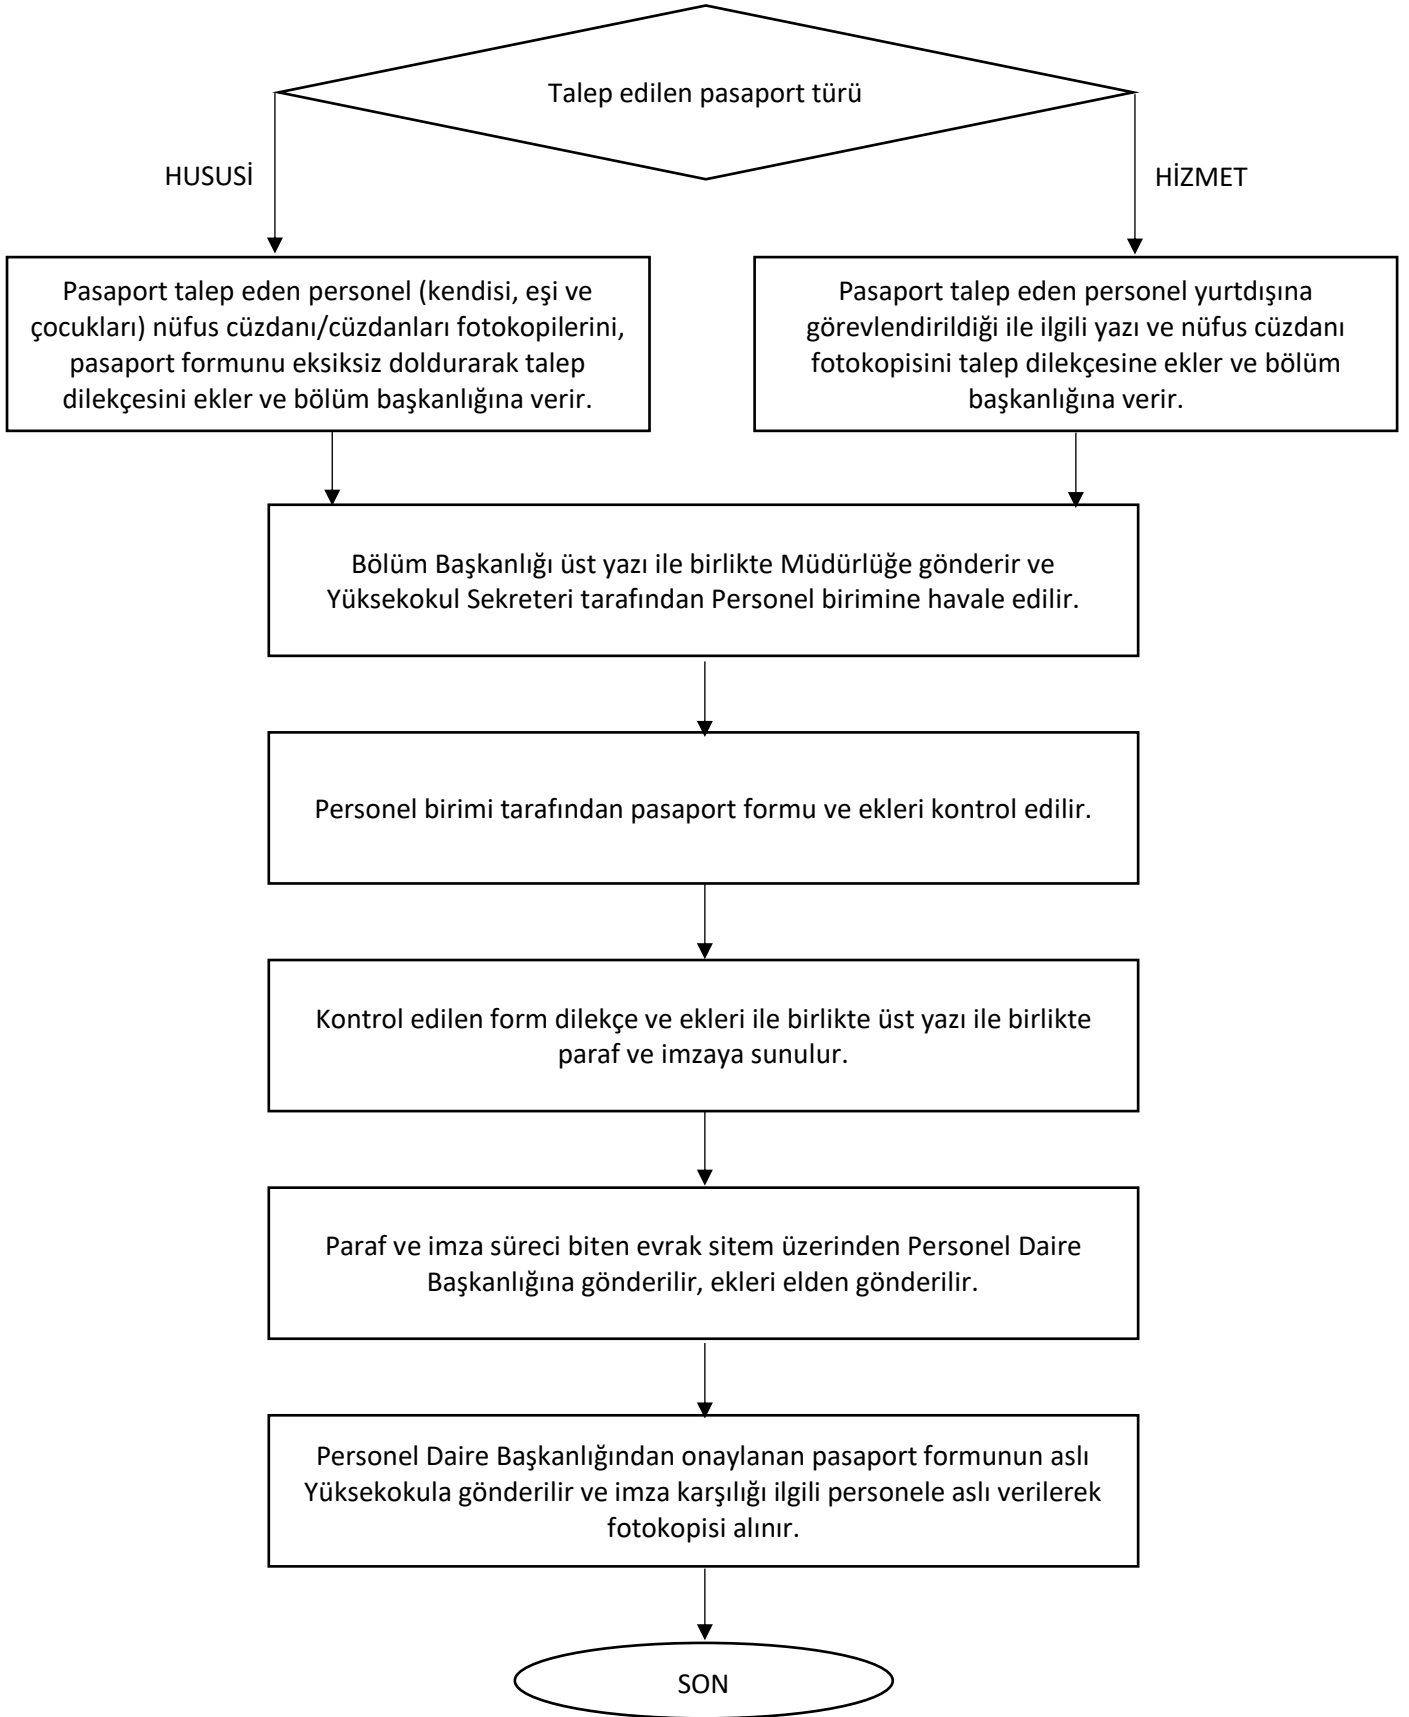 Talep edilen pasaport türü
HUSUSİ
HİZMET
Pasaport talep eden personel (kendisi, eşi ve
çocukları) nüfus cüzdanı/cüzdanları fotokopilerini,
pasaport formunu eksiksiz doldurarak talep
dilekçesini ekler ve bölüm başkanlığına verir.
Pasaport talep eden personel yurtdışına
görevlendirildiği ile ilgili yazı ve nüfus cüzdanı
fotokopisini talep dilekçesine ekler ve bölüm
başkanlığına verir.
Bölüm Başkanlığı üst yazı ile birlikte Müdürlüğe gönderir ve
Yüksekokul Sekreteri tarafından Personel birimine havale edilir.
Personel birimi tarafından pasaport formu ve ekleri kontrol edilir.
Kontrol edilen form dilekçe ve ekleri ile birlikte üst yazı ile birlikte
paraf ve imzaya sunulur.
Paraf ve imza süreci biten evrak sitem üzerinden Personel Daire
Başkanlığına gönderilir, ekleri elden gönderilir.
Personel Daire Başkanlığından onaylanan pasaport formunun aslı
Yüksekokula gönderilir ve imza karşılığı ilgili personele aslı verilerek
fotokopisi alınır.
SON